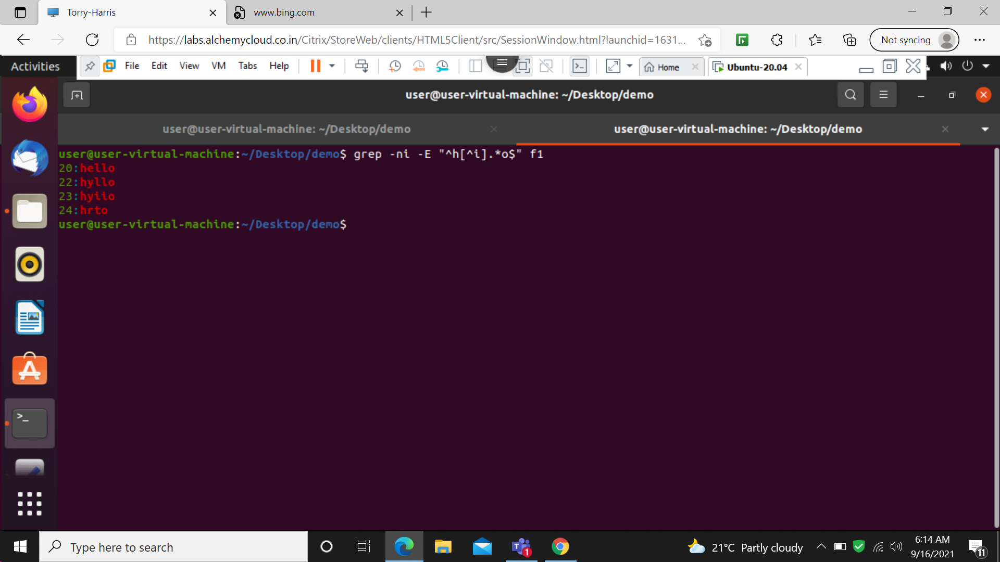 Torry-Harris
www.bing.com
https://labs.alchemycloud.co.in/Citrix/StoreWeb/clients/HTML5Client/src/SessionWindow.html?launchid=1631...
Not syncing
Activities
File Edit View VM Tabs Help
Home
Ubuntu-20.04
user@user-virtual-machine: ~/Desktop/demo
user@user-virtual-machine: ~/Desktop/demo
user@user-virtual-machine: ~/Desktop/demo
user@user-virtual-machine:~/Desktop/demo$ grep -ni -E "^h[^i].*o$" f1
20:hello
22:hyllo
23:hyiio
24:hrto
user@user-virtual-machine:~/Desktop/demo$
Type here to search
1
21°C Partly cloudy
6:14 AM
9/16/2021
11